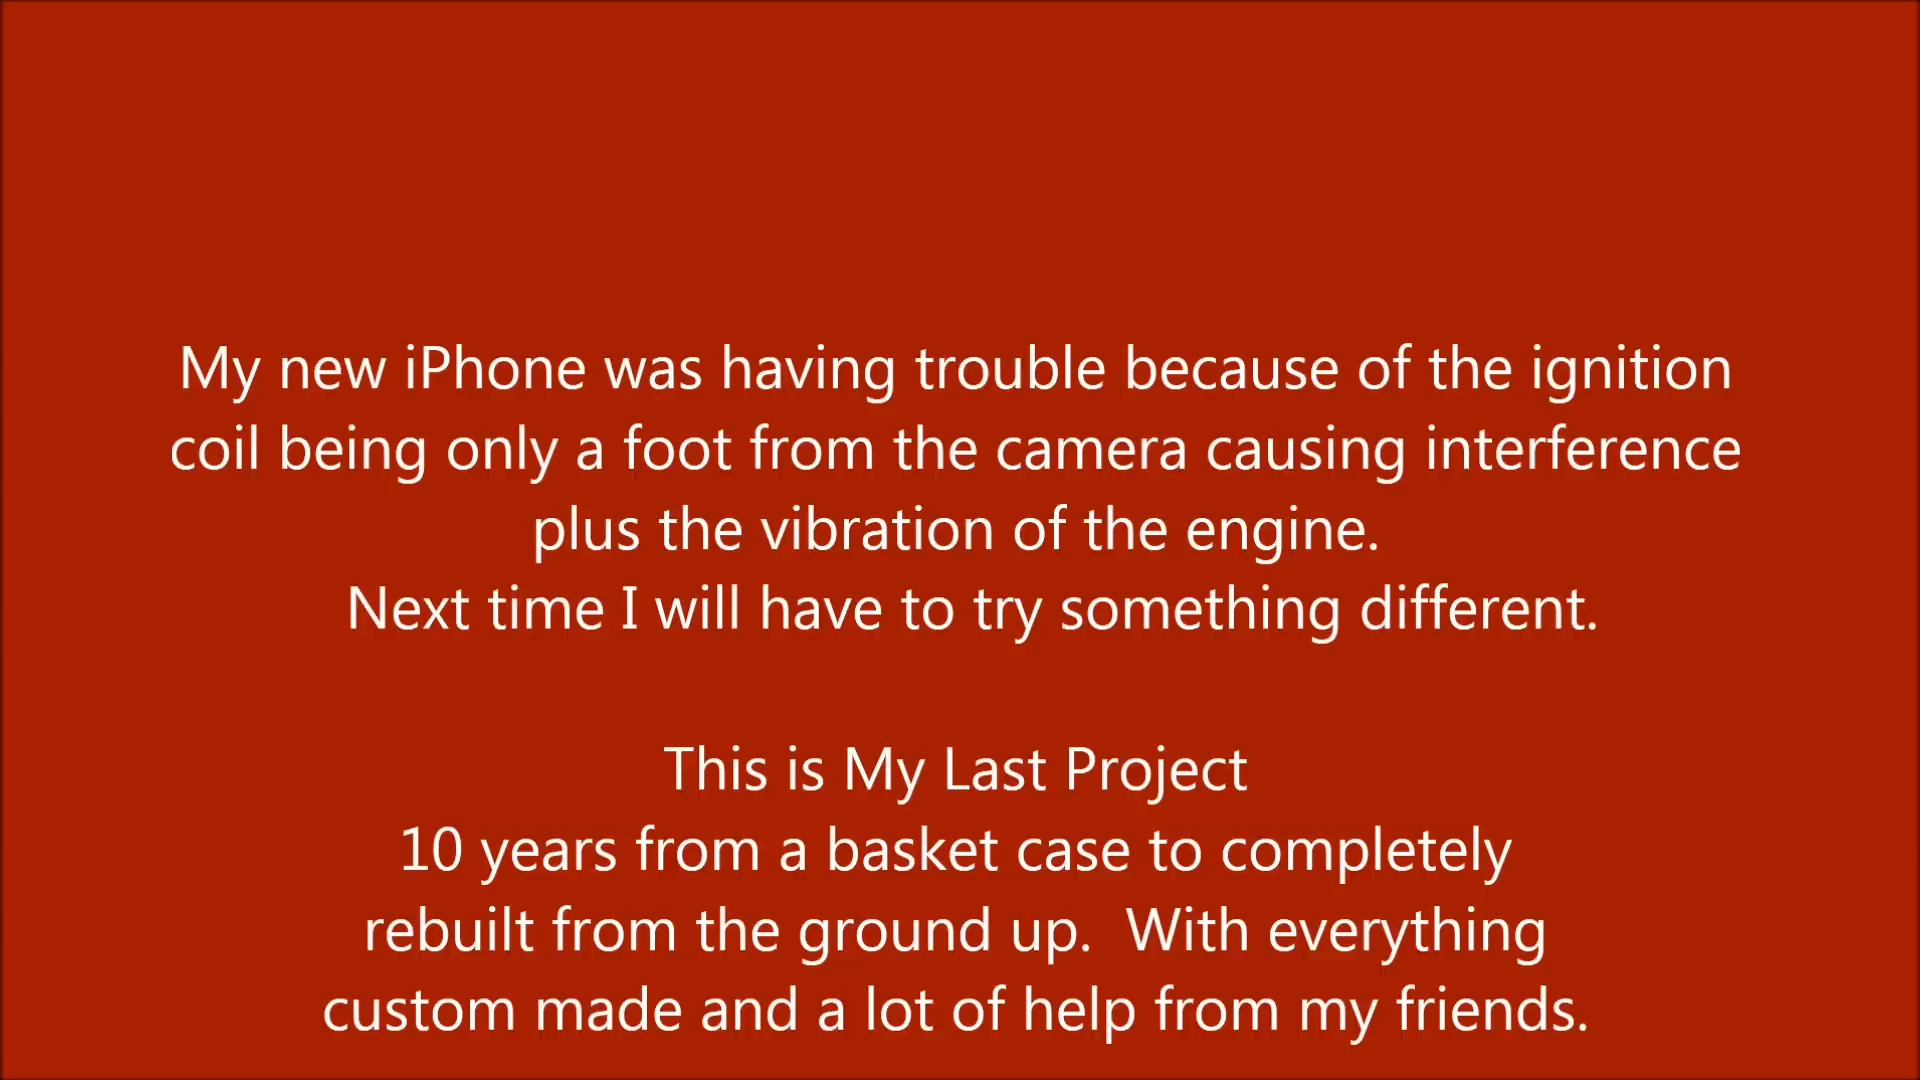 My new iPhone was having trouble because of the ignition
coil being only a foot from the camera causing interference
plus the vibration of the engine.
Next time I will have to try something different.
This is My Last Project
10 years from a basket case to completely
rebuilt from the ground up.  With everything
custom made and a lot of help from my friends.